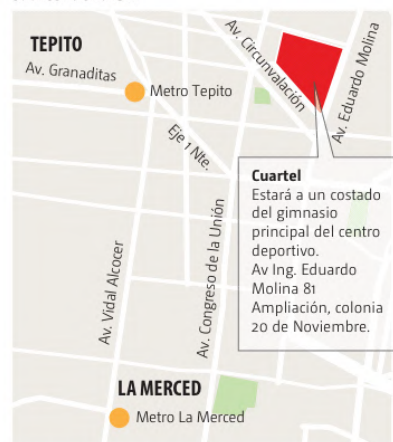 TEPITO
Av. Granaditas
Metro Tepito
Av. Circunvalación
Av. Eduardo Molina
Eje 1 Nte.
Cuartel
Estará a un costado
del gimnasio
principal del centro
deportivo.
Av Ing. Eduardo
Molina 81
Ampliación, colonia
20 de Noviembre.
Av. Vidal Alcocer
Av. Congreso de la Unión
LA MERCED
Metro La Merced